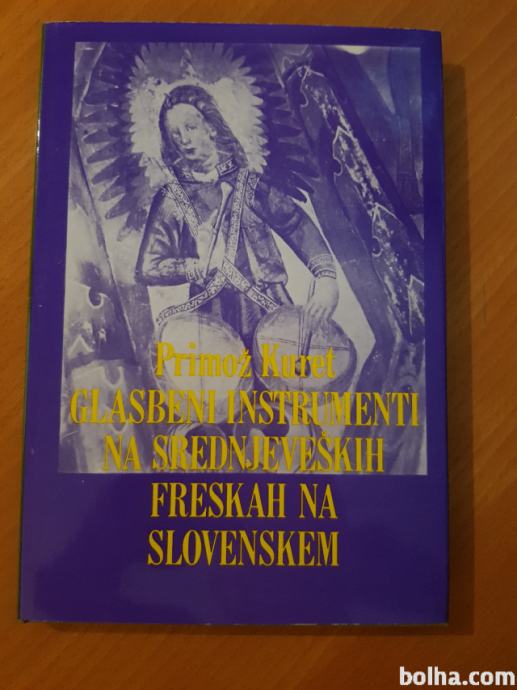 Primož Kuret
GLASBENI INSTRUMENTI
NA SREDNJEVEŠKIH
FRESKAH NA
SLOVENSKEM
bolha.com